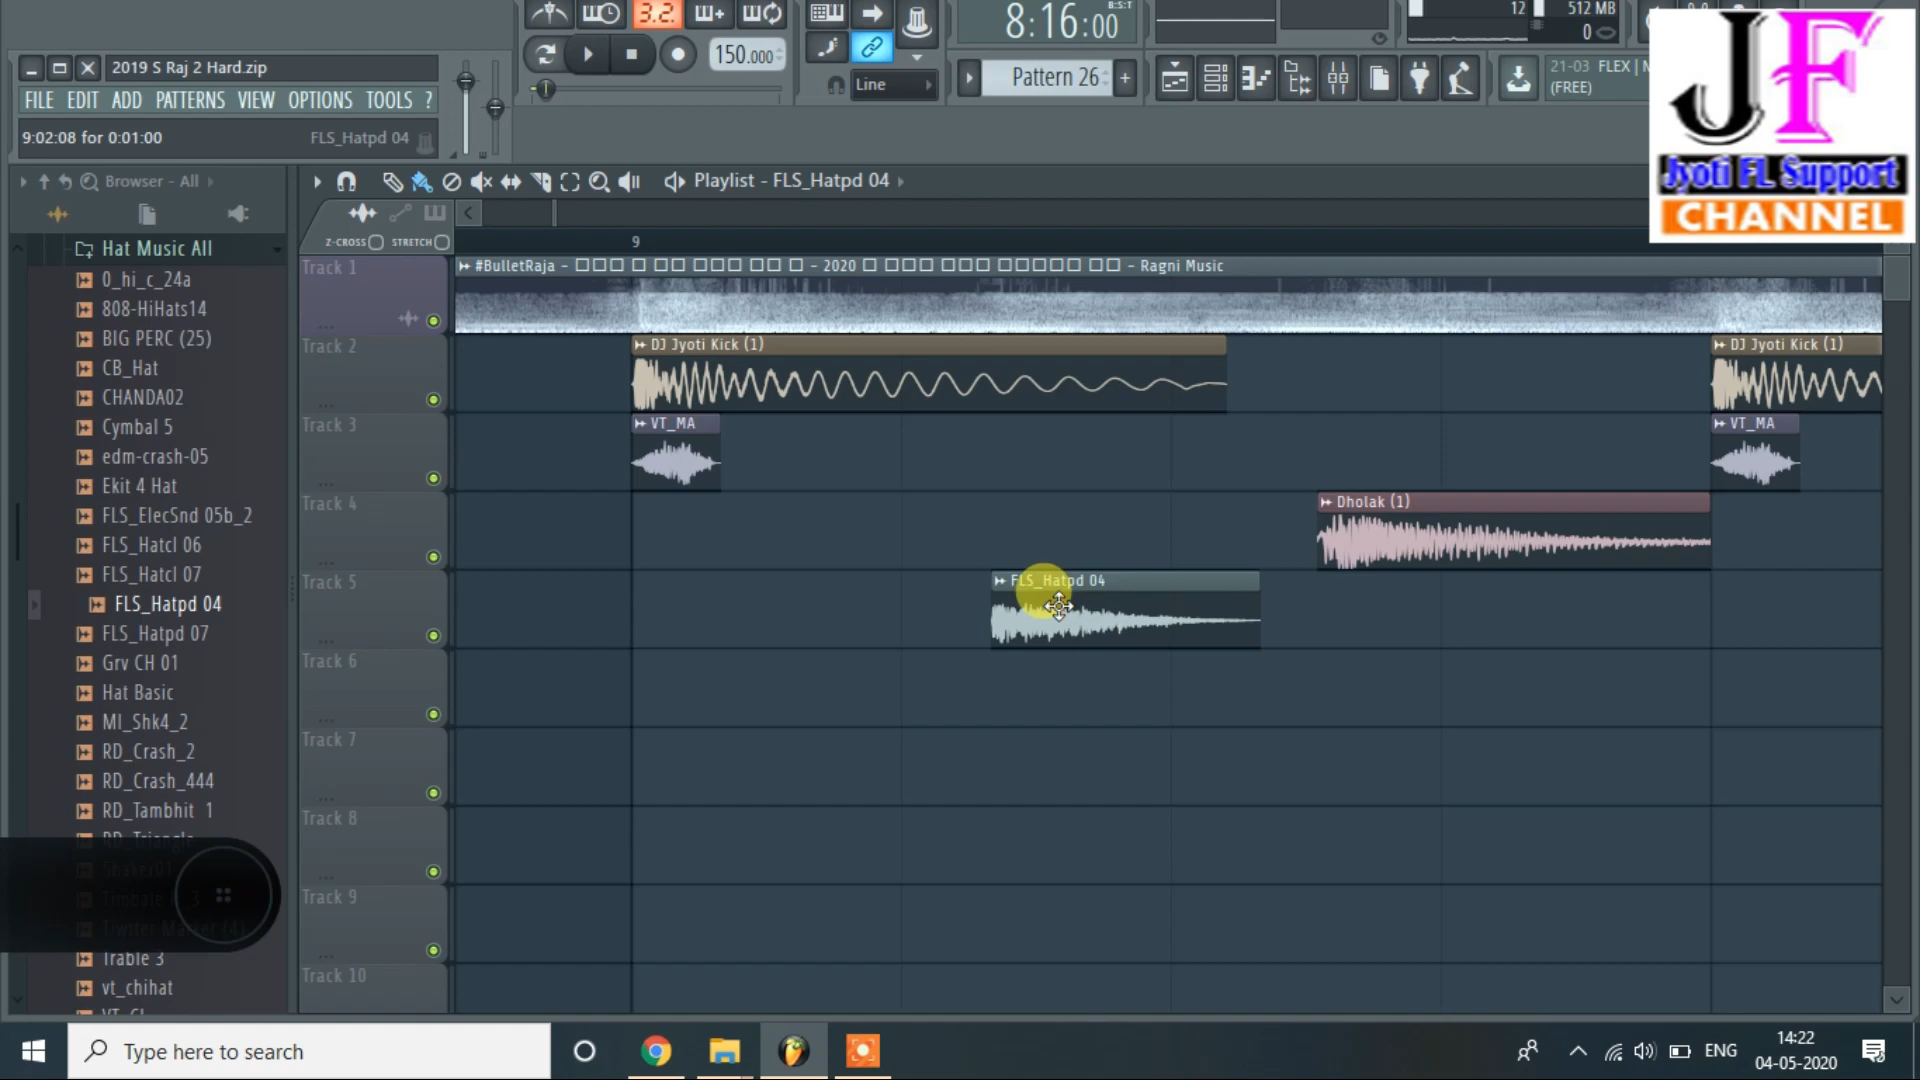 3.2.
8:16:00
B:S:T
12
512 MB
0
2019 S Raj 2 Hard.zip
150.000
Line
Pattern 26
21-03 FLEX | N
(FREE)
JF
Jyoti FL Support
CHANNEL
FILE EDIT ADD PATTERNS VIEW OPTIONS TOOLS ?
9:02:08 for 0:01:00
FLS_Hatpd 04
Browser - All
Playlist - FLS_Hatpd 04
Z-CROSS
STRETCH
9
Hat Music All
0_hi_c_24a
808-HiHats14
BIG PERC (25)
CB_Hat
CHANDA02
Cymbal 5
edm-crash-05
Ekit 4 Hat
FLS_ElecSnd 05b_2
FLS_Hatcl 06
FLS_Hatcl 07
FLS_Hatpd 04
FLS_Hatpd 07
Grv CH 01
Hat Basic
MI_Shk4_2
RD_Crash_2
RD_Crash_444
RD_Tambhit 1
RD_Triangle
Shaker01
Trable 3
vt_chihat
Track 1
#BulletRaja - □□□ □ □□ □□□ □□ □ - 2020 □ □□□ □□□ □□□□□ □□ - Ragni Music
Track 2
DJ Jyoti Kick (1)
DJ Jyoti Kick (1)
Track 3
VT_MA
VT_MA
Track 4
Dholak (1)
Track 5
FLS_Hatpd 04
Track 6
Track 7
Track 8
Track 9
Track 10
Type here to search
ENG
14:22
04-05-2020